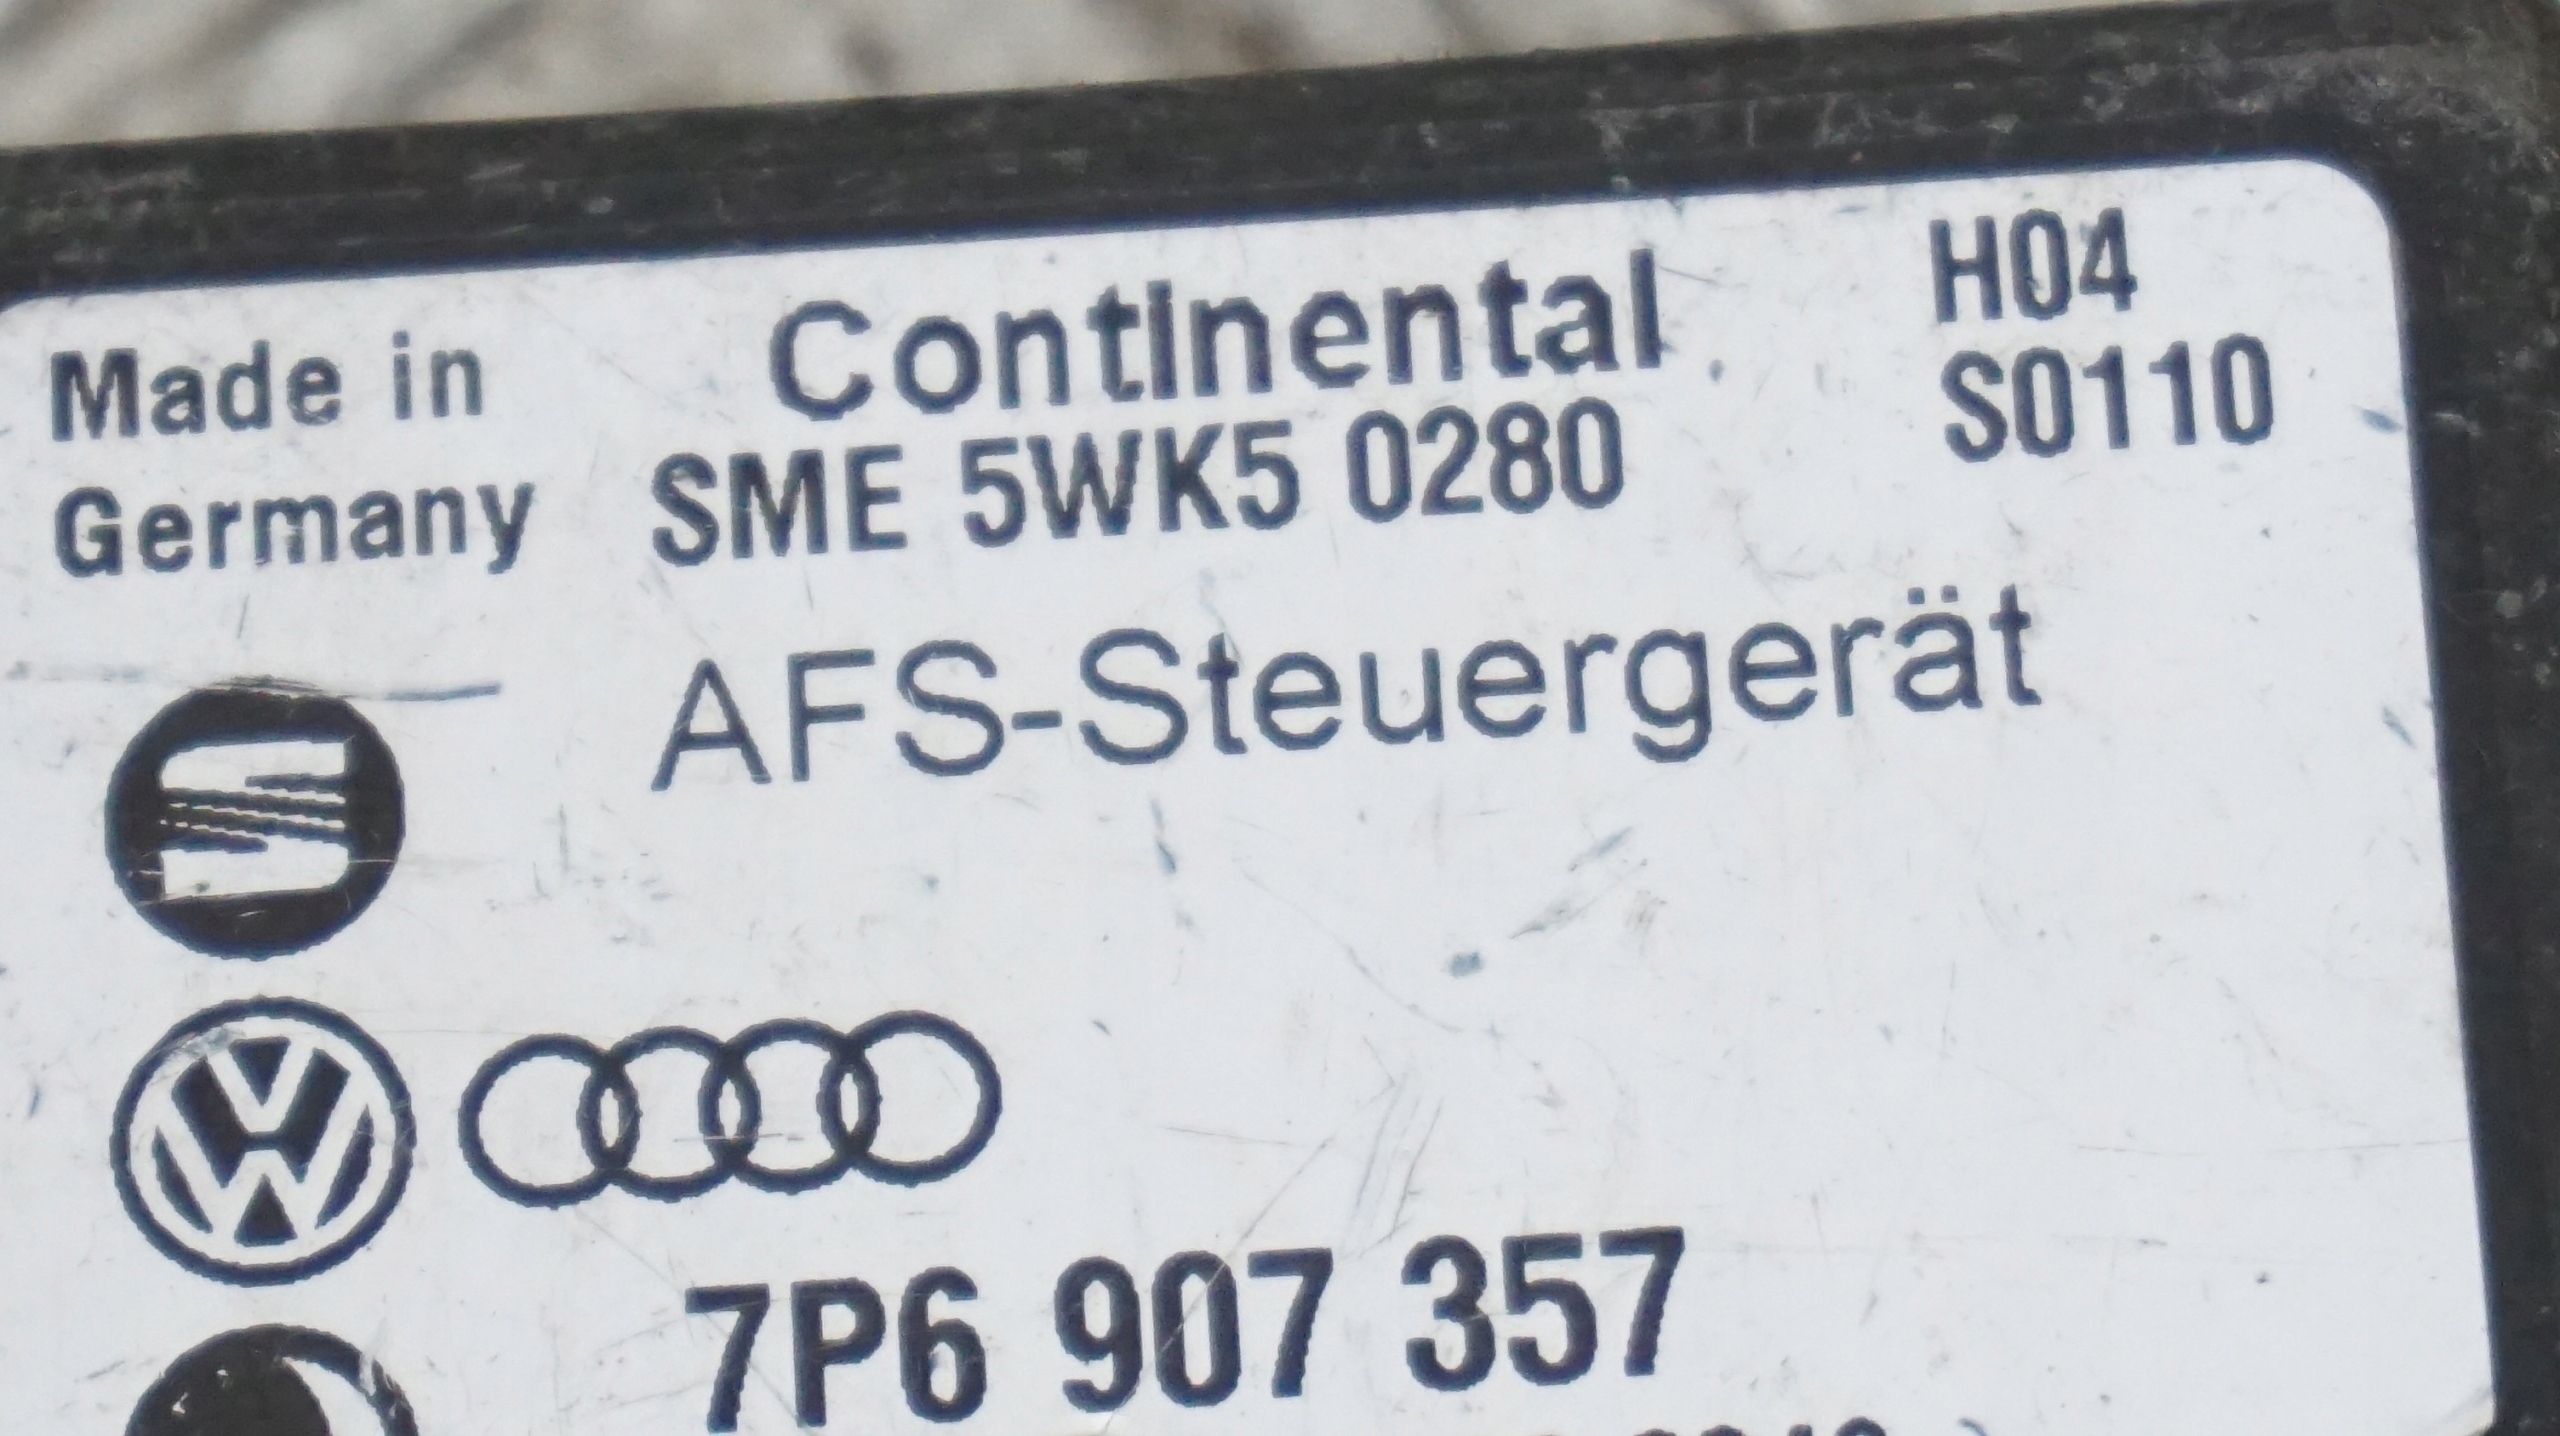 Made in
Germany
Continental
SME 5WK5 0280
H04
S0110
AFS-Steuergerät
7P6 907 357